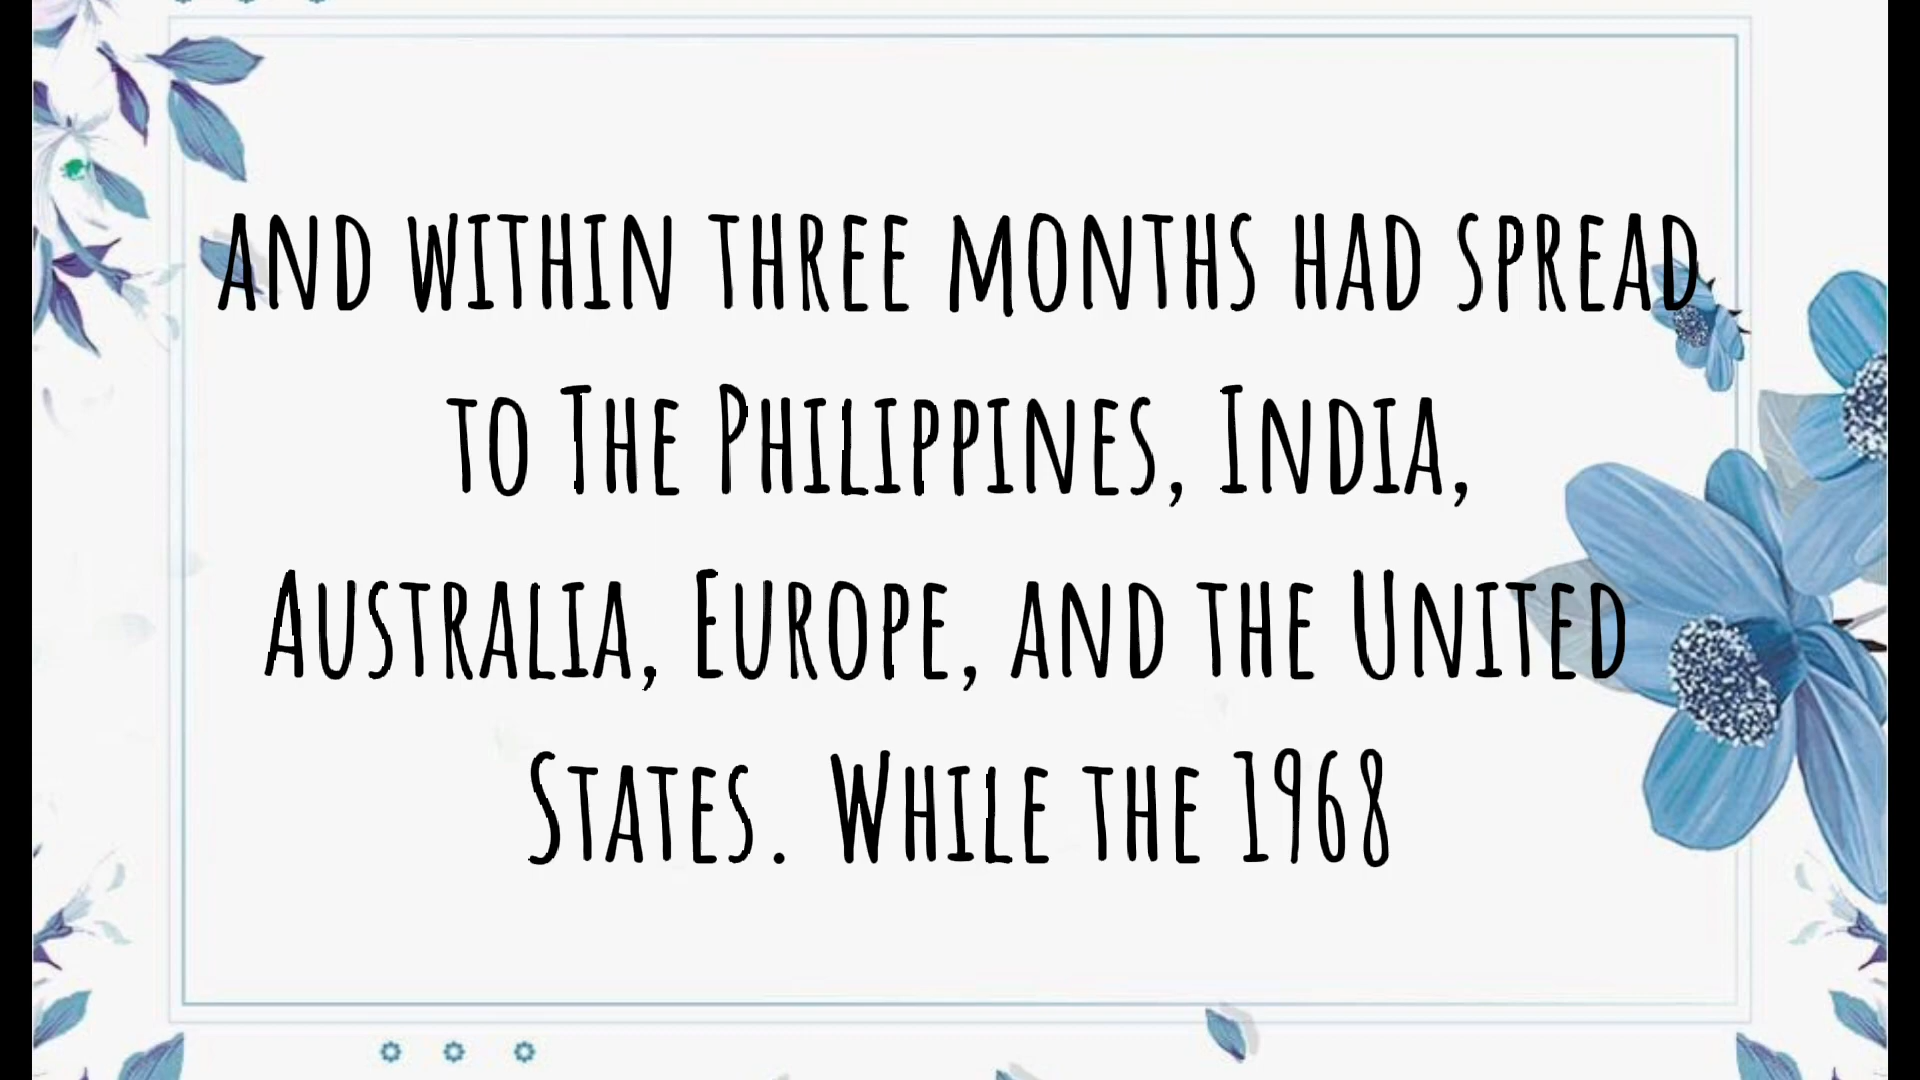 and within three months had spread
to The Philippines, India,
Australia, Europe, and the United
States. While the 1968